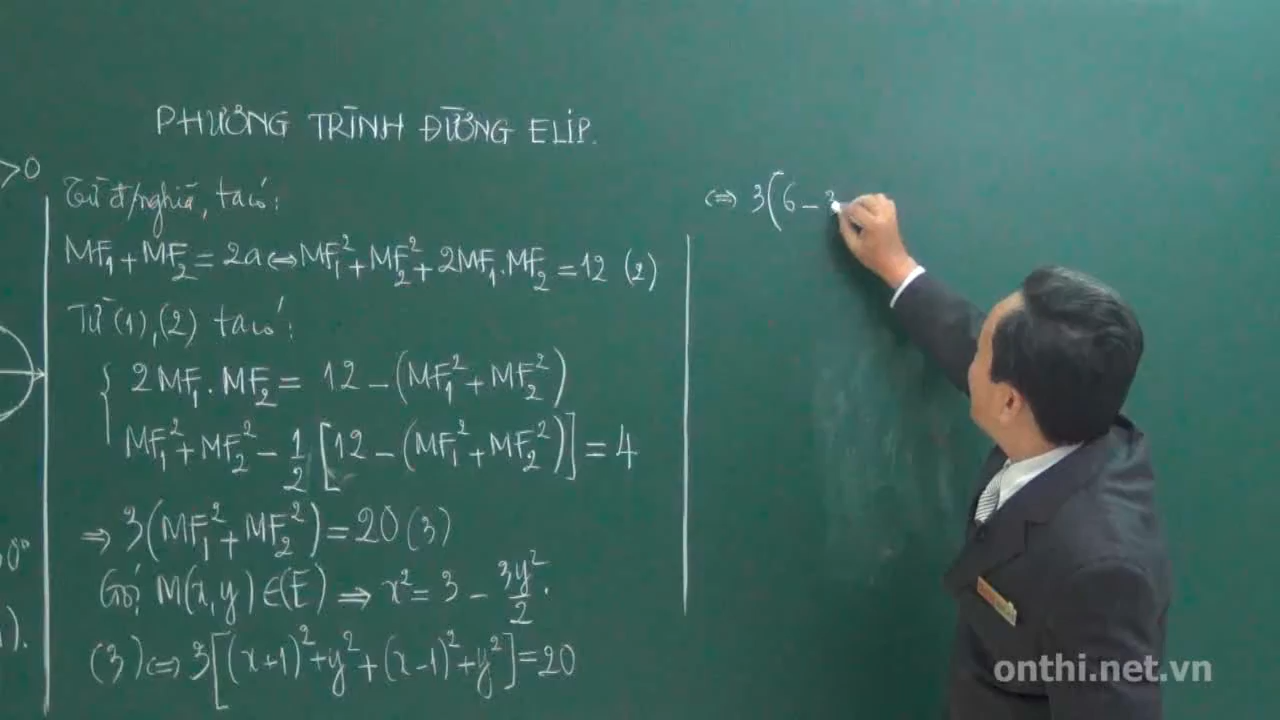 PHƯƠNG TRÌNH ĐƯỜNG ELIP.
>0
Từ đ/nghĩa, ta có:
MF₁ + MF₂ = 2a ⇔ MF₁² + MF₂² + 2MF₁.MF₂ = 12 (2)
Từ (1), (2) ta có:
2MF₁.MF₂ = 12 - (MF₁² + MF₂²)
MF₁² + MF₂² - 1/2 [12 - (MF₁² + MF₂²)] = 4
⇒ 3(MF₁² + MF₂²) = 20 (3)
Gọi M(x,y) ∈ (E) ⇒ x² = 3 - 3y²/2.
(3) ⇔ 3[(x+1)² + y² + (x-1)² + y²] = 20
⇔ 3(6 - 3
onthi.net.vn